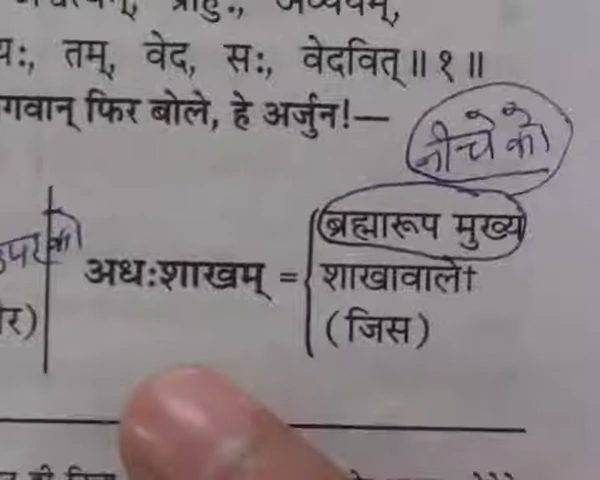 यः, तम्, वेद, सः, वेदवित् ॥ १ ॥
गवान् फिर बोले, हे अर्जुन!—
नीचे को
ब्रह्मारूप मुख्य
अधःशाखम् = शाखावाले†
(जिस)